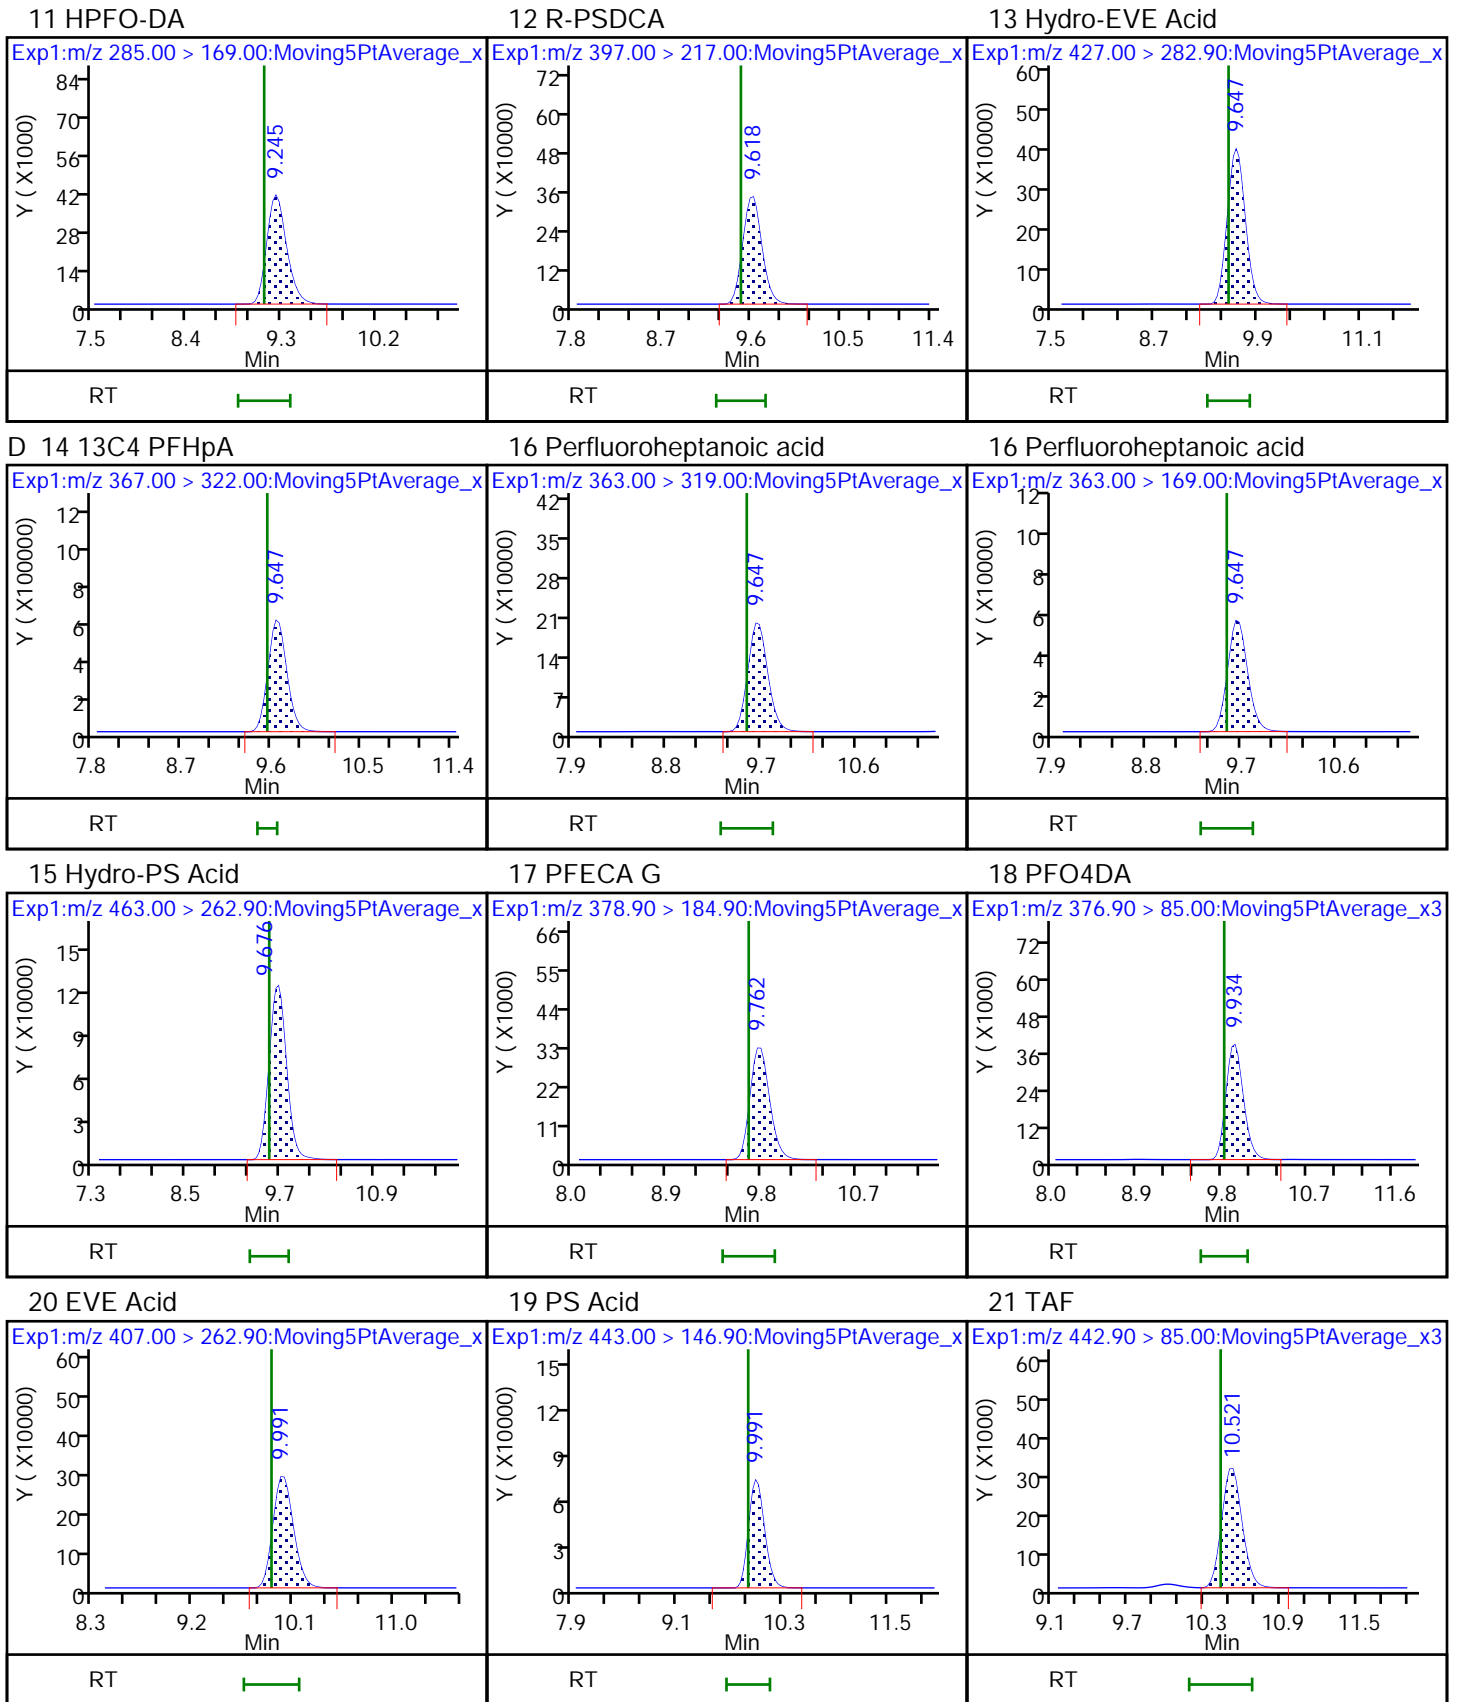 11 HPFO-DA
Exp1:m/z 285.00 > 169.00:Moving5PtAverage_x
Y ( X1000)
84
70
56
42
28
14
0
9.245
7.5 8.4 9.3 10.2
Min
RT
12 R-PSDCA
Exp1:m/z 397.00 > 217.00:Moving5PtAverage_x
Y ( X10000)
72
60
48
36
24
12
0
9.618
7.8 8.7 9.6 10.5 11.4
Min
RT
13 Hydro-EVE Acid
Exp1:m/z 427.00 > 282.90:Moving5PtAverage_x
Y ( X10000)
60
50
40
30
20
10
0
9.647
7.5 8.7 9.9 11.1
Min
RT
D 14 13C4 PFHpA
Exp1:m/z 367.00 > 322.00:Moving5PtAverage_x
Y ( X100000)
12
10
8
6
4
2
0
9.647
7.8 8.7 9.6 10.5 11.4
Min
RT
16 Perfluoroheptanoic acid
Exp1:m/z 363.00 > 319.00:Moving5PtAverage_x
Y ( X10000)
42
35
28
21
14
7
0
9.647
7.9 8.8 9.7 10.6
Min
RT
16 Perfluoroheptanoic acid
Exp1:m/z 363.00 > 169.00:Moving5PtAverage_x
Y ( X10000)
12
10
8
6
4
2
0
9.647
7.9 8.8 9.7 10.6
Min
RT
15 Hydro-PS Acid
Exp1:m/z 463.00 > 262.90:Moving5PtAverage_x
Y ( X10000)
15
12
9
6
3
0
9.676
7.3 8.5 9.7 10.9
Min
RT
17 PFECA G
Exp1:m/z 378.90 > 184.90:Moving5PtAverage_x
Y ( X1000)
66
55
44
33
22
11
0
9.762
8.0 8.9 9.8 10.7
Min
RT
18 PFO4DA
Exp1:m/z 376.90 > 85.00:Moving5PtAverage_x3
Y ( X1000)
72
60
48
36
24
12
0
9.934
8.0 8.9 9.8 10.7 11.6
Min
RT
20 EVE Acid
Exp1:m/z 407.00 > 262.90:Moving5PtAverage_x
Y ( X10000)
60
50
40
30
20
10
0
9.991
8.3 9.2 10.1 11.0
Min
RT
19 PS Acid
Exp1:m/z 443.00 > 146.90:Moving5PtAverage_x
Y ( X10000)
15
12
9
6
3
0
9.991
7.9 9.1 10.3 11.5
Min
RT
21 TAF
Exp1:m/z 442.90 > 85.00:Moving5PtAverage_x3
Y ( X1000)
60
50
40
30
20
10
0
10.521
9.1 9.7 10.3 10.9 11.5
Min
RT